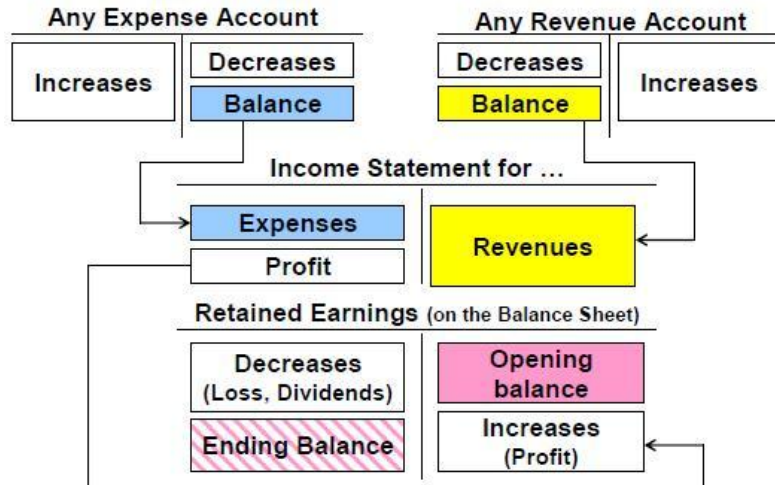 Any Expense Account
Any Revenue Account
Increases
Decreases
Balance
Decreases
Balance
Increases
Income Statement for ...
Expenses
Profit
Revenues
Retained Earnings (on the Balance Sheet)
Decreases
(Loss, Dividends)
Ending Balance
Opening
balance
Increases
(Profit)